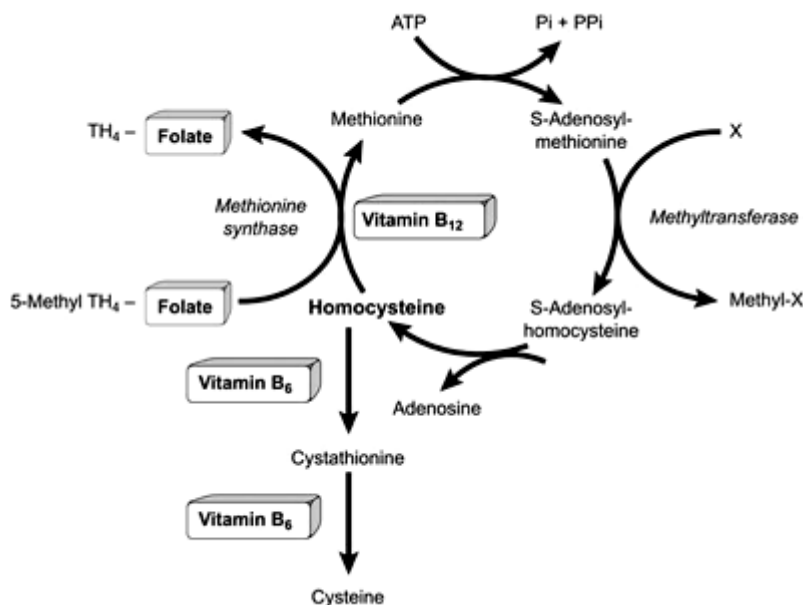 ATP
Pi + PPi
TH₄ – Folate
Methionine
S-Adenosyl-
methionine
X
Methionine
synthase
Vitamin B₁₂
Methyltransferase
5-Methyl TH₄ – Folate
Homocysteine
S-Adenosyl-
homocysteine
Methyl-X
Vitamin B₆
Adenosine
Cystathionine
Vitamin B₆
Cysteine